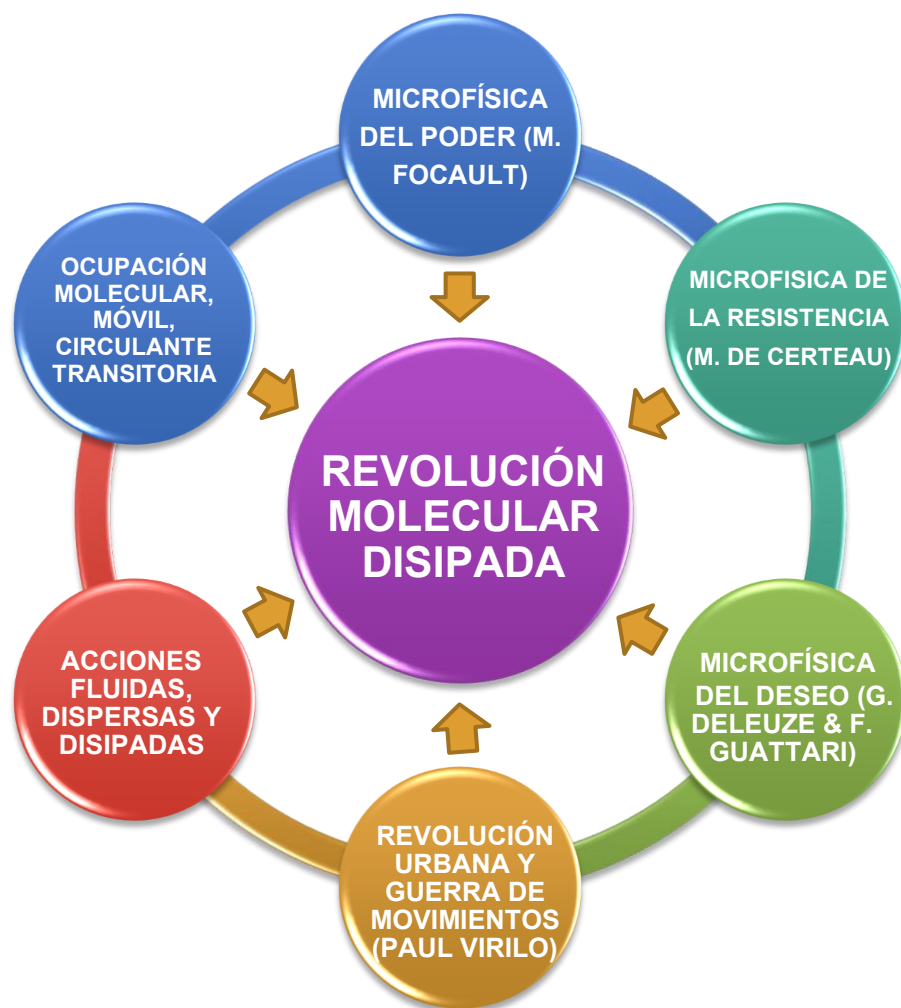 MICROFÍSICA
DEL PODER (M.
FOCAULT)
MICROFISICA DE
LA RESISTENCIA
(M. DE CERTEAU)
MICROFÍSICA
DEL DESEO (G.
DELEUZE & F.
GUATTARI)
REVOLUCIÓN
URBANA Y
GUERRA DE
MOVIMIENTOS
(PAUL VIRILO)
ACCIONES
FLUIDAS,
DISPERSAS Y
DISIPADAS
OCUPACIÓN
MOLECULAR,
MÓVIL,
CIRCULANTE
TRANSITORIA
REVOLUCIÓN
MOLECULAR
DISIPADA